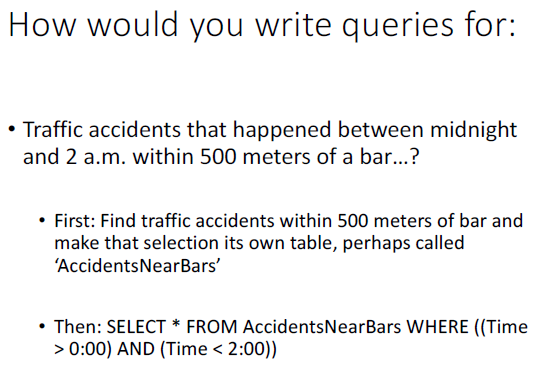 How would you write queries for:
• Traffic accidents that happened between midnight
and 2 a.m. within 500 meters of a bar...?
• First: Find traffic accidents within 500 meters of bar and
make that selection its own table, perhaps called
‘AccidentsNearBars’
• Then: SELECT * FROM AccidentsNearBars WHERE ((Time
> 0:00) AND (Time < 2:00))